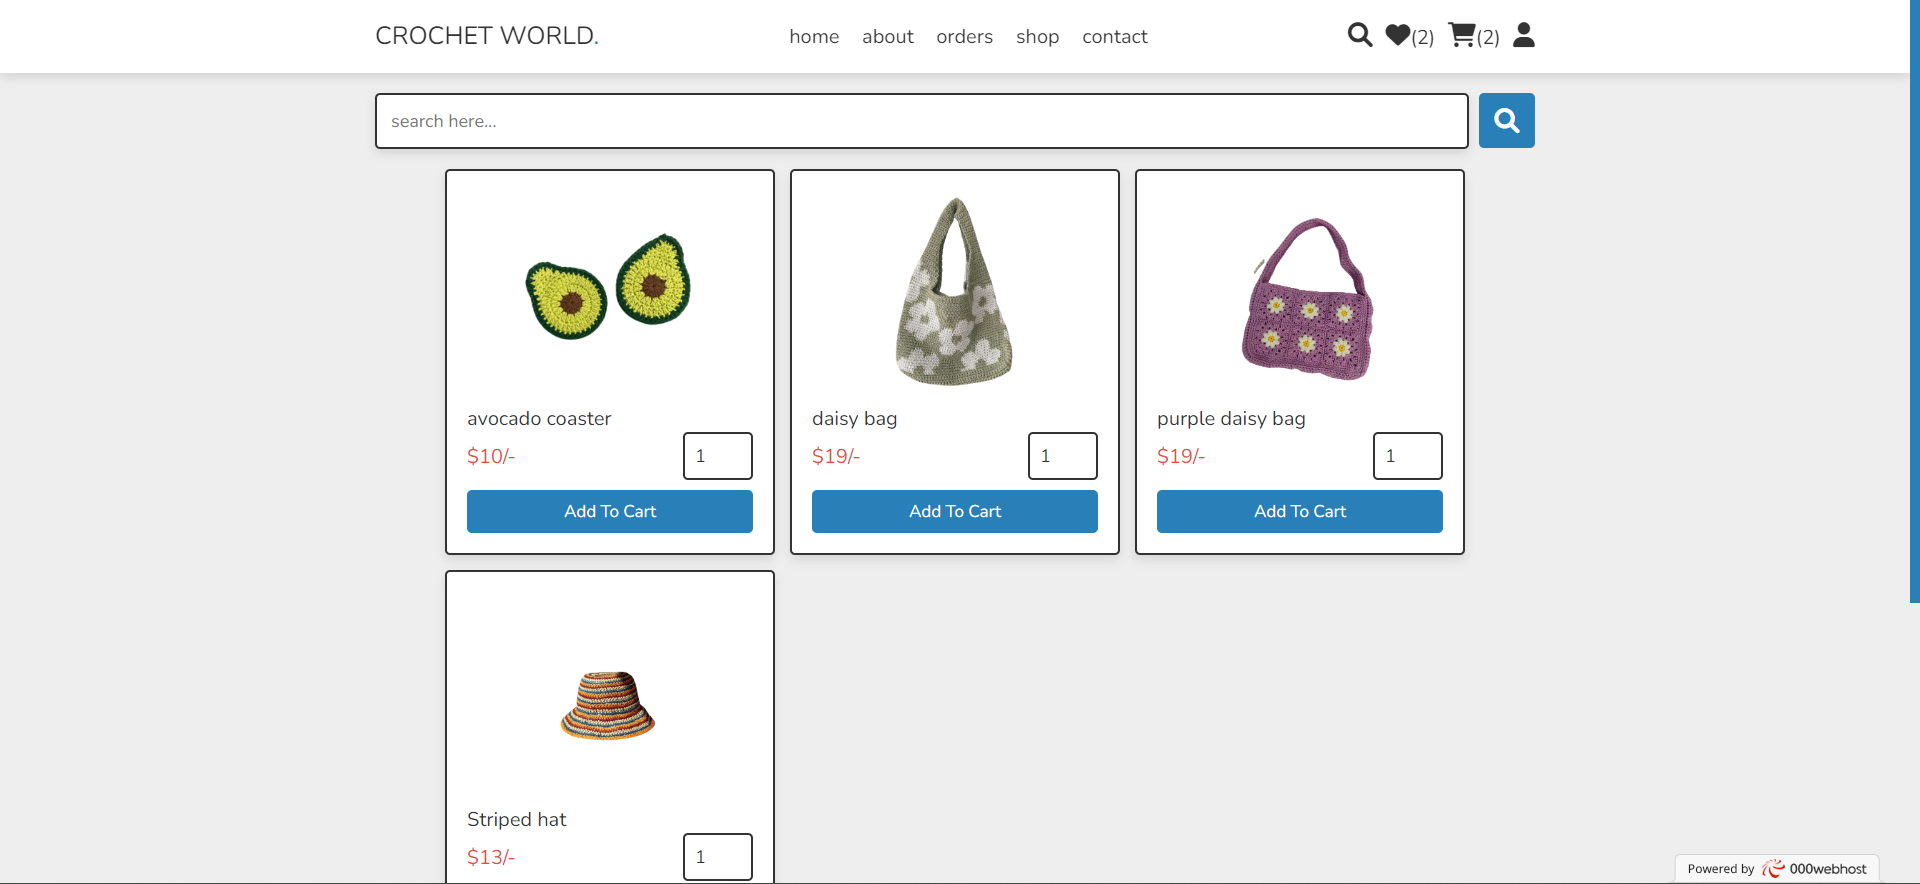 CROCHET WORLD.
home about orders shop contact
(2) (2)
search here...
avocado coaster
$10/-
1
Add To Cart
daisy bag
$19/-
1
Add To Cart
purple daisy bag
$19/-
1
Add To Cart
Striped hat
$13/-
1
Powered by 000webhost